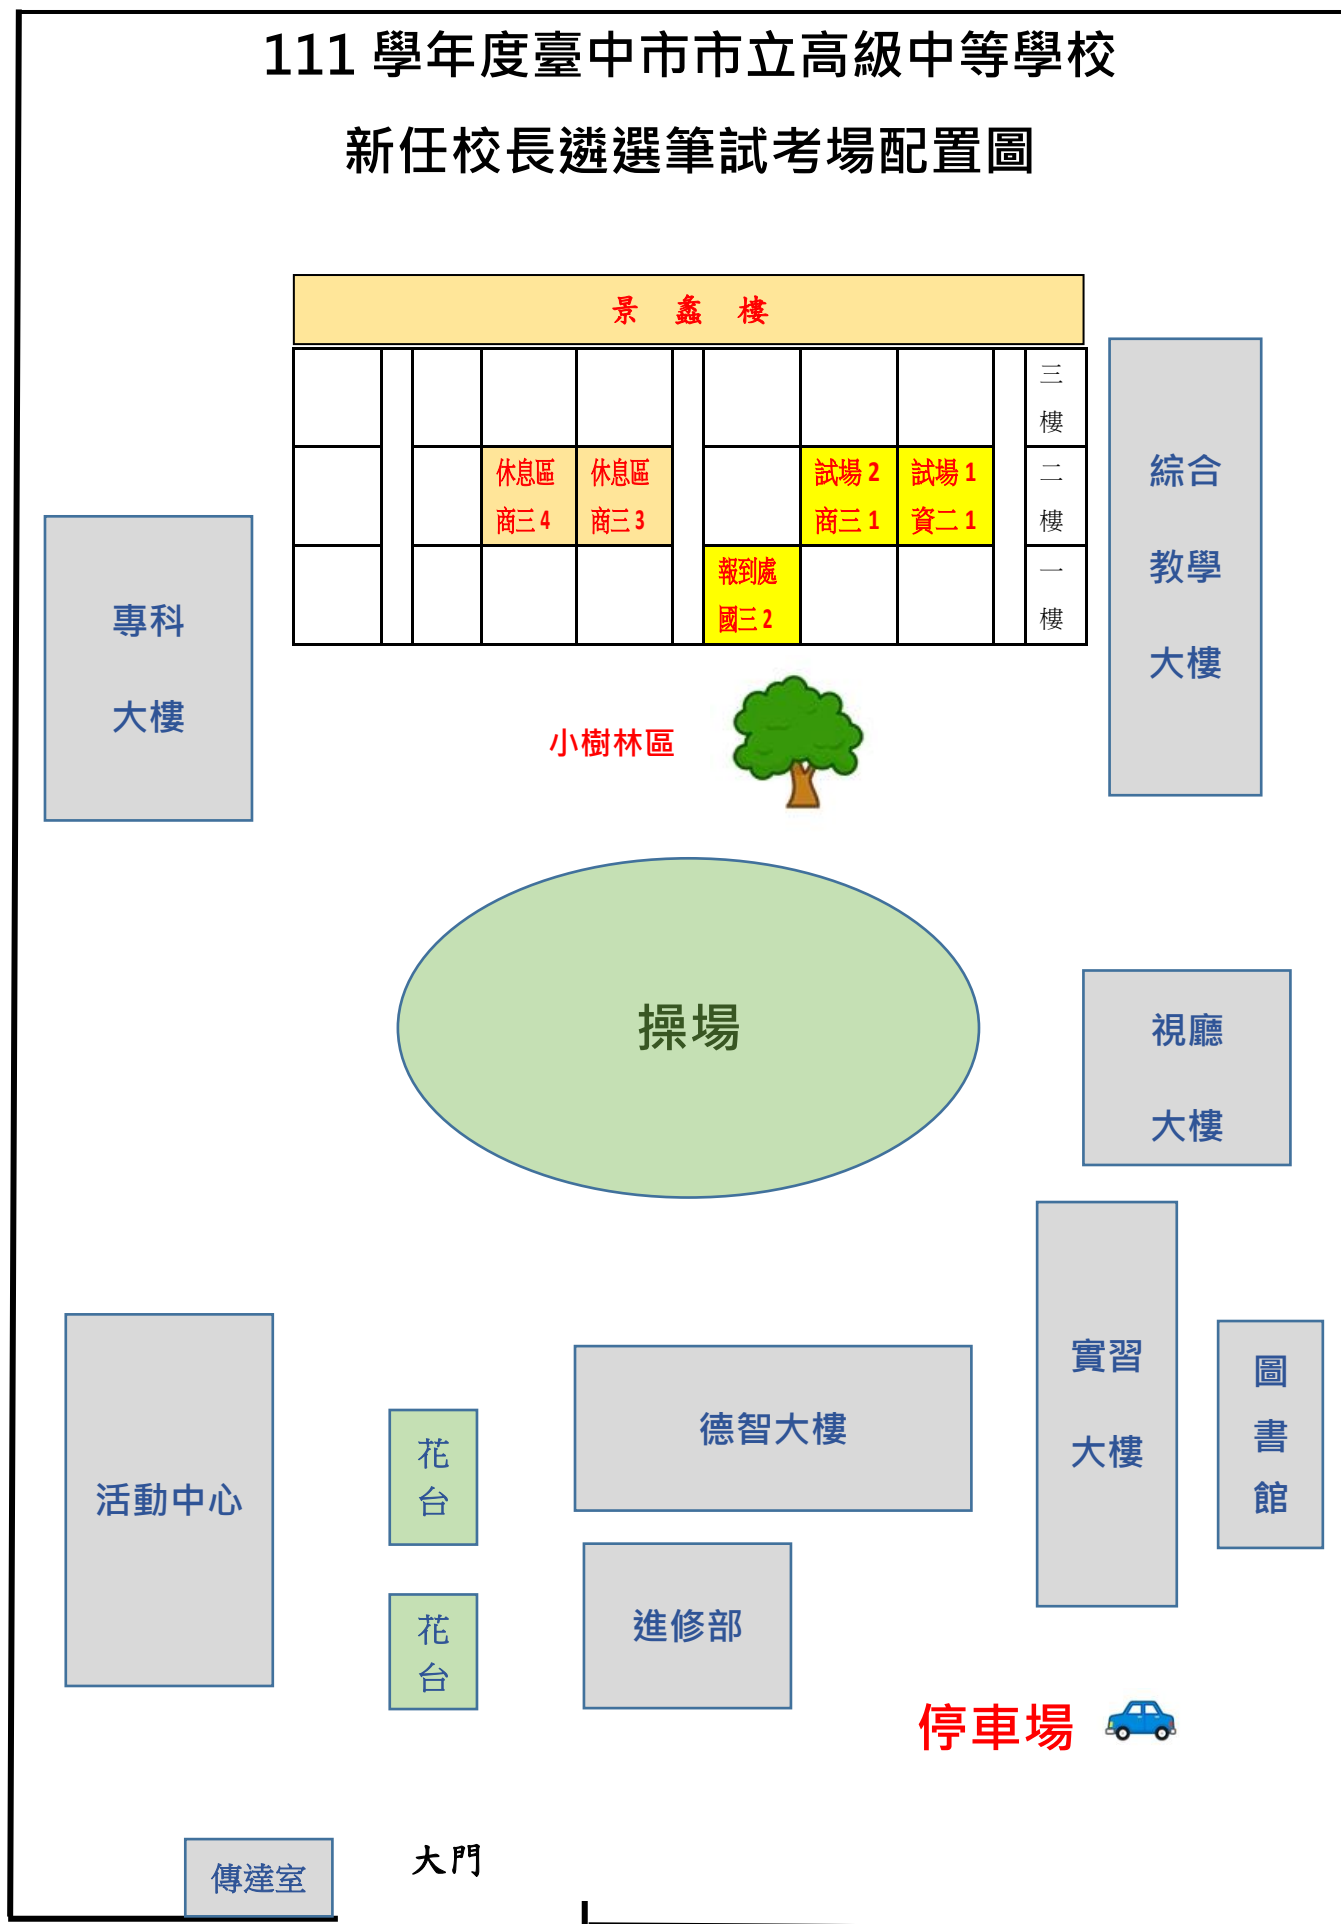 111 學年度臺中市市立高級中等學校
新任校長遴選筆試考場配置圖
景 蠡 樓
三
樓
休息區
商三 4
休息區
商三 3
試場 2
商三 1
試場 1
資二 1
二
樓
報到處
國三 2
一
樓
綜合
教學
大樓
專科
大樓
小樹林區
操場
視廳
大樓
實習
大樓
圖
書
館
德智大樓
花
台
活動中心
進修部
花
台
停車場
大門
傳達室